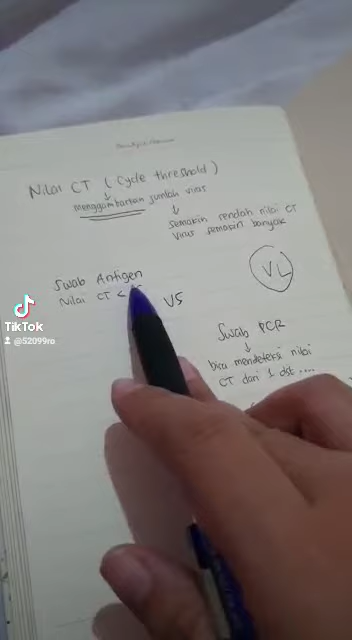 Nilai CT (Cycle threshold)
↓
menggambarkan jumlah virus
↓
semakin rendah nilai CT
virus semakin banyak
VL
Swab Antigen
Nilai CT <
VS
Swab PCR
↓
bisa mendeteksi nilai
CT dari 1 dst ....
TikTok
@52099ro